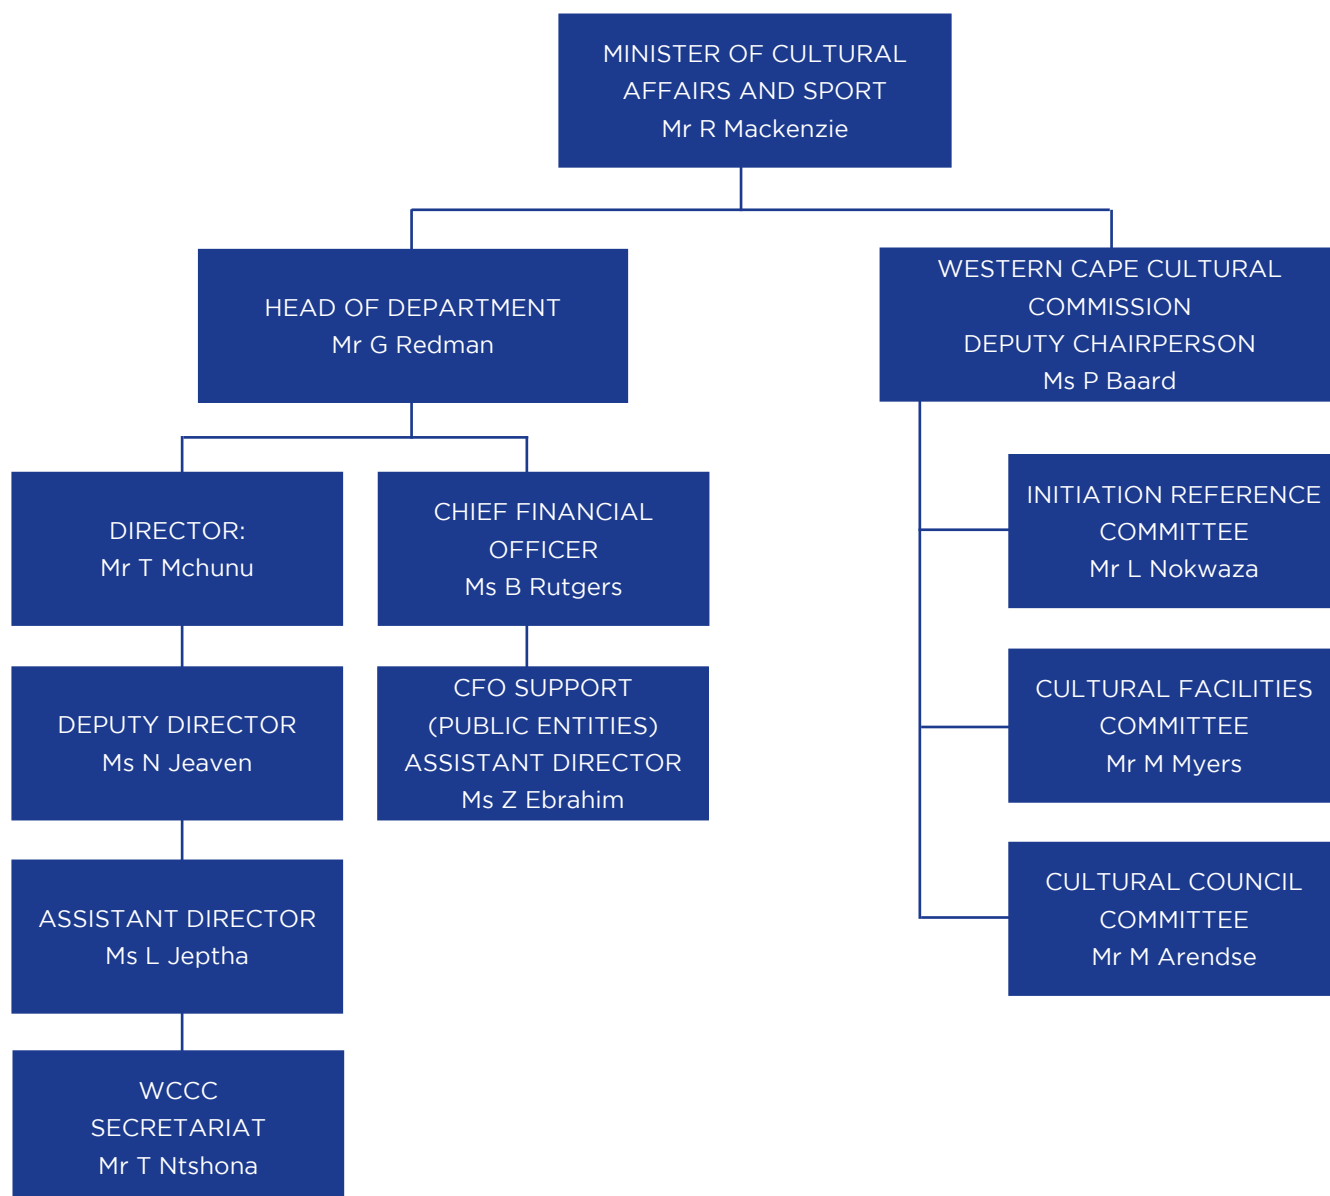 MINISTER OF CULTURAL
AFFAIRS AND SPORT
Mr R Mackenzie
HEAD OF DEPARTMENT
Mr G Redman
WESTERN CAPE CULTURAL
COMMISSION
DEPUTY CHAIRPERSON
Ms P Baard
DIRECTOR:
Mr T Mchunu
CHIEF FINANCIAL
OFFICER
Ms B Rutgers
INITIATION REFERENCE
COMMITTEE
Mr L Nokwaza
DEPUTY DIRECTOR
Ms N Jeaven
CFO SUPPORT
(PUBLIC ENTITIES)
ASSISTANT DIRECTOR
Ms Z Ebrahim
CULTURAL FACILITIES
COMMITTEE
Mr M Myers
ASSISTANT DIRECTOR
Ms L Jeptha
CULTURAL COUNCIL
COMMITTEE
Mr M Arendse
WCCC
SECRETARIAT
Mr T Ntshona